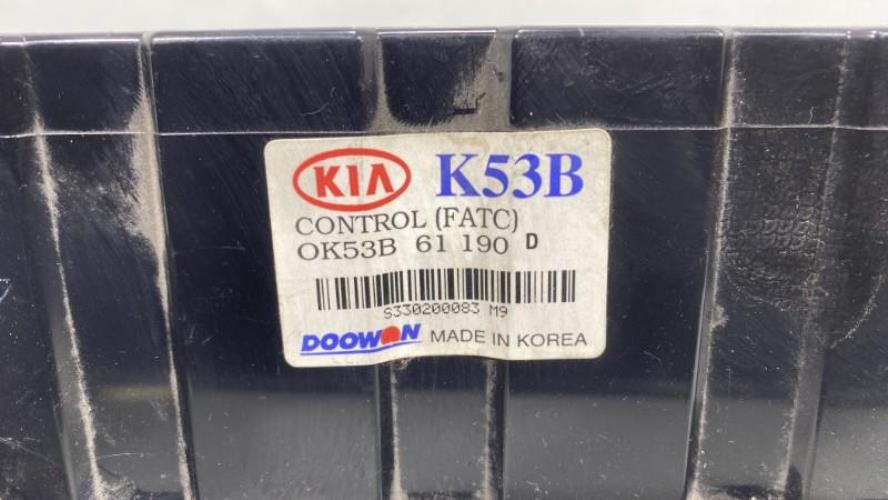 KIA K53B
CONTROL (FATC)
OK53B 61 190 D
S330200083 M9
DOOWON MADE IN KOREA